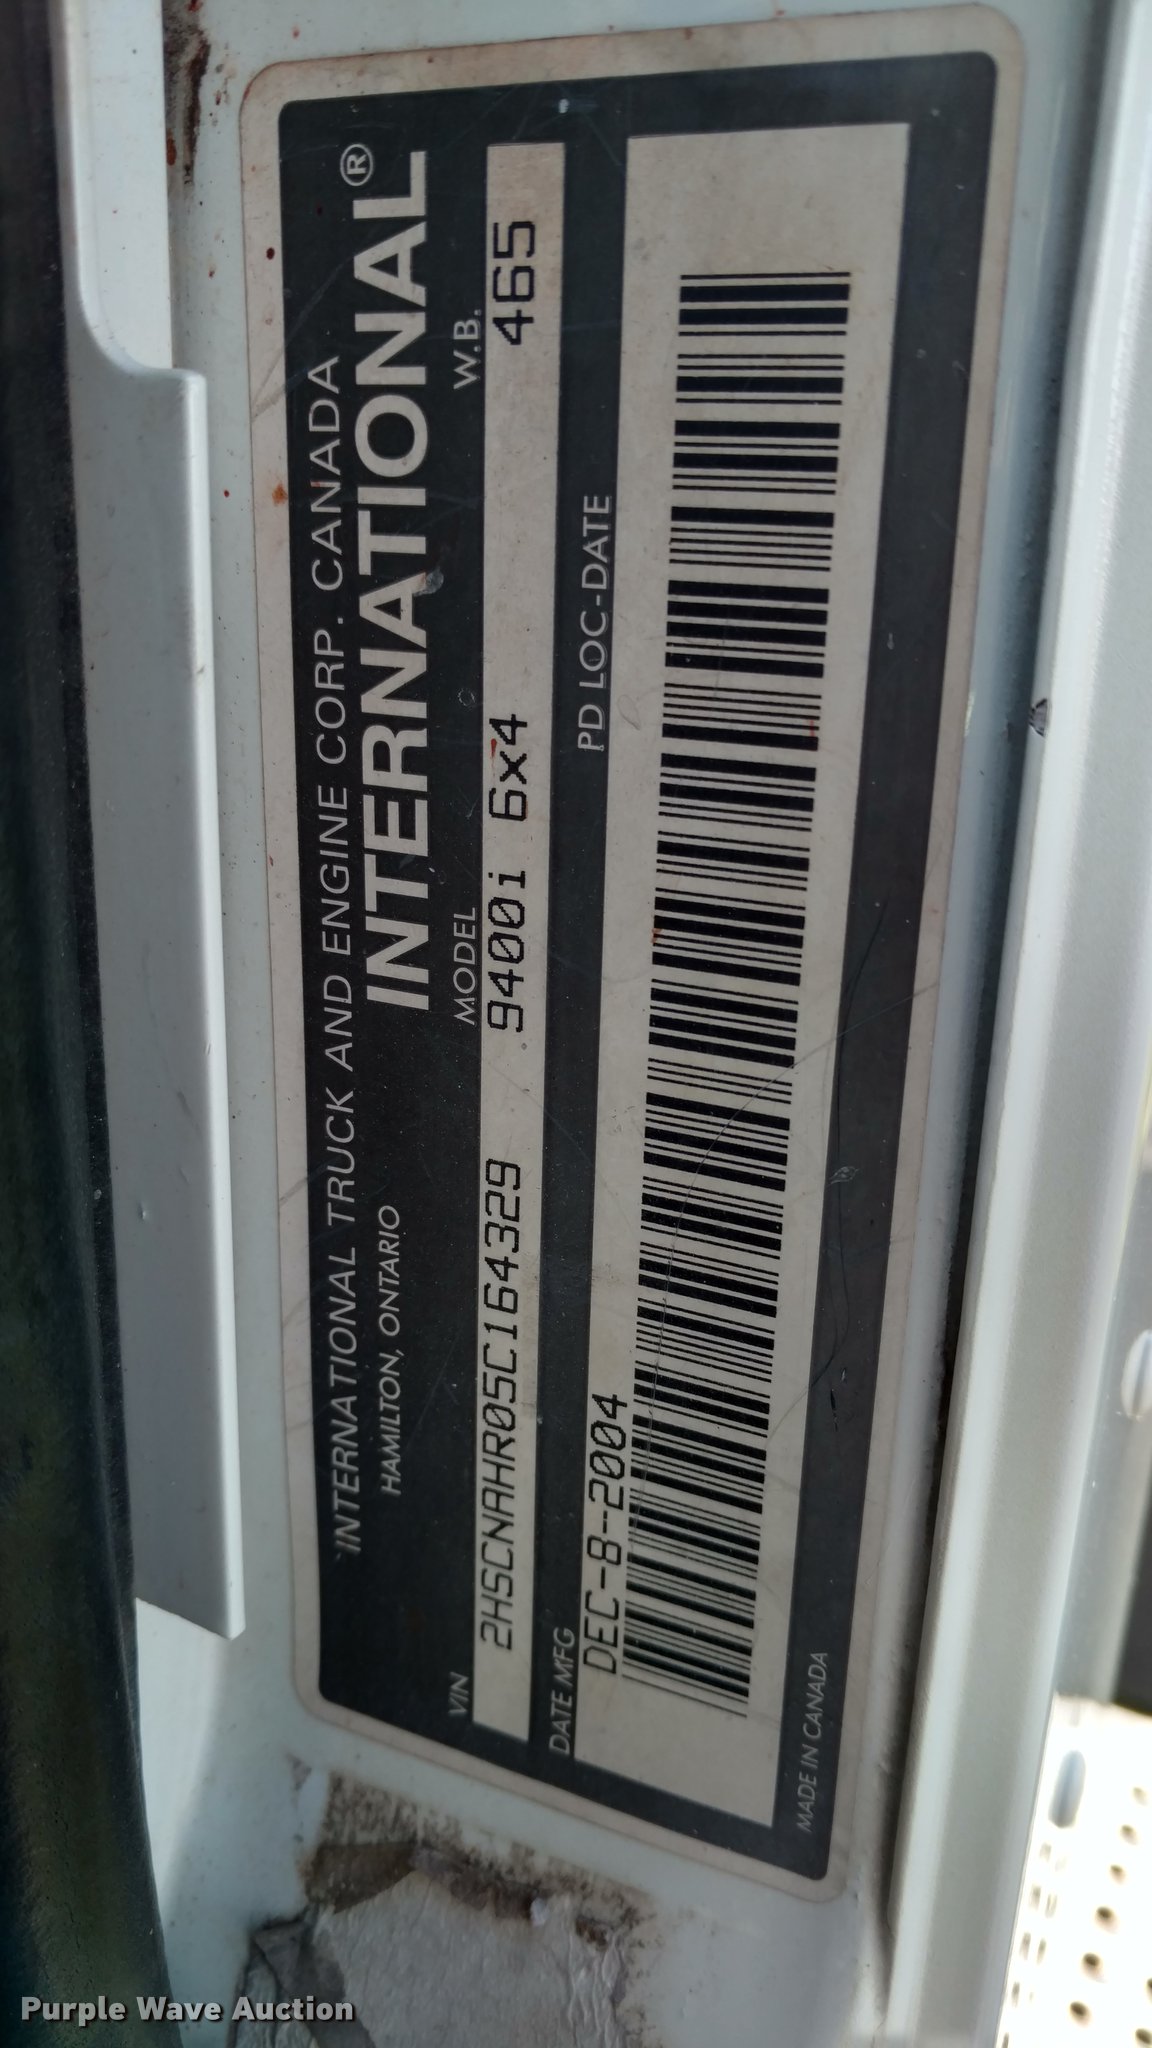 INTERNATIONAL TRUCK AND ENGINE CORP. CANADA
HAMILTON, ONTARIO
INTERNATIONAL®
VIN MODEL W.B.
2HSCNAHR05C164329 9400i 6x4 465
DATE MFG PD LOC-DATE
DEC-8-2004
MADE IN CANADA
Purple Wave Auction